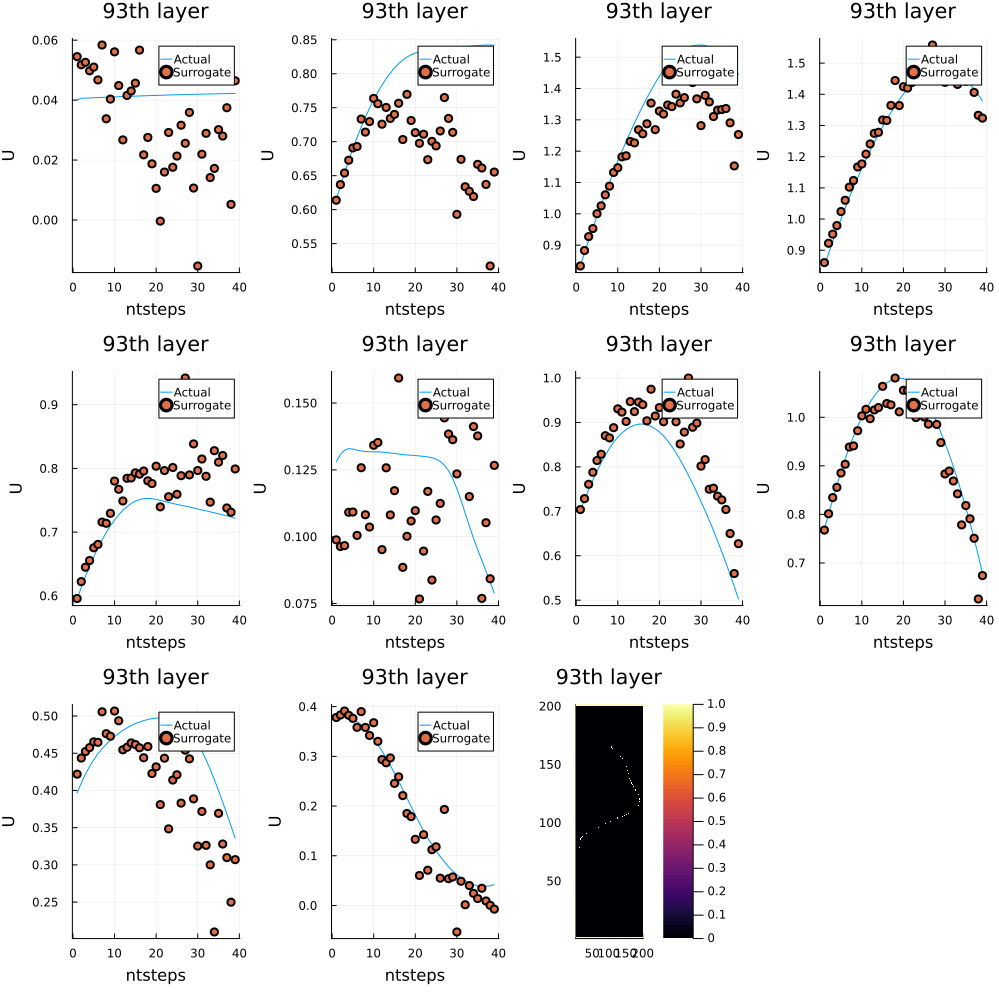 93th layer 93th layer 93th layer 93th layer
0.06 0.85 1.5 1.5
Actual Actual Actual Actual
Surrogate Surrogate Surrogate Surrogate
0.80 1.4 1.4
0.04 0.75 1.3 1.3
0.70 1.2 1.2
0.02 0.65 1.1 1.1
0.00 0.60 1.0 1.0
0.55 0.9 0.9
U U U U
0 10 20 30 40 0 10 20 30 40 0 10 20 30 40 0 10 20 30 40
ntsteps ntsteps ntsteps ntsteps
93th layer 93th layer 93th layer 93th layer
0.9 0.150 1.0 1.0
Actual Actual Actual Actual
Surrogate Surrogate Surrogate Surrogate
0.8 0.125 0.9 0.9
0.7 0.100 0.8 0.8
0.6 0.075 0.7 0.7
0.6
0.5
U U U U
0 10 20 30 40 0 10 20 30 40 0 10 20 30 40 0 10 20 30 40
ntsteps ntsteps ntsteps ntsteps
93th layer 93th layer 93th layer
0.50 0.4 200 1.0
Actual Actual
Surrogate Surrogate
0.45 0.3 150 0.9
0.40 0.2 100 0.8
0.35 0.1 50 0.7
0.30 0.0 0.6
0.25 0.5
0.4
0.3
0.2
0.1
0
U U
0 10 20 30 40 0 10 20 30 40 50 100 150 200
ntsteps ntsteps